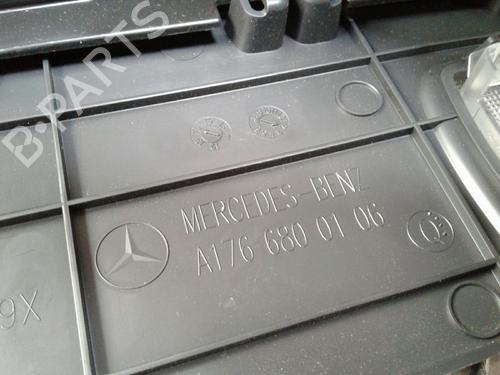 B-PARTS
MERCEDES-BENZ
A176 680 01 06
9X